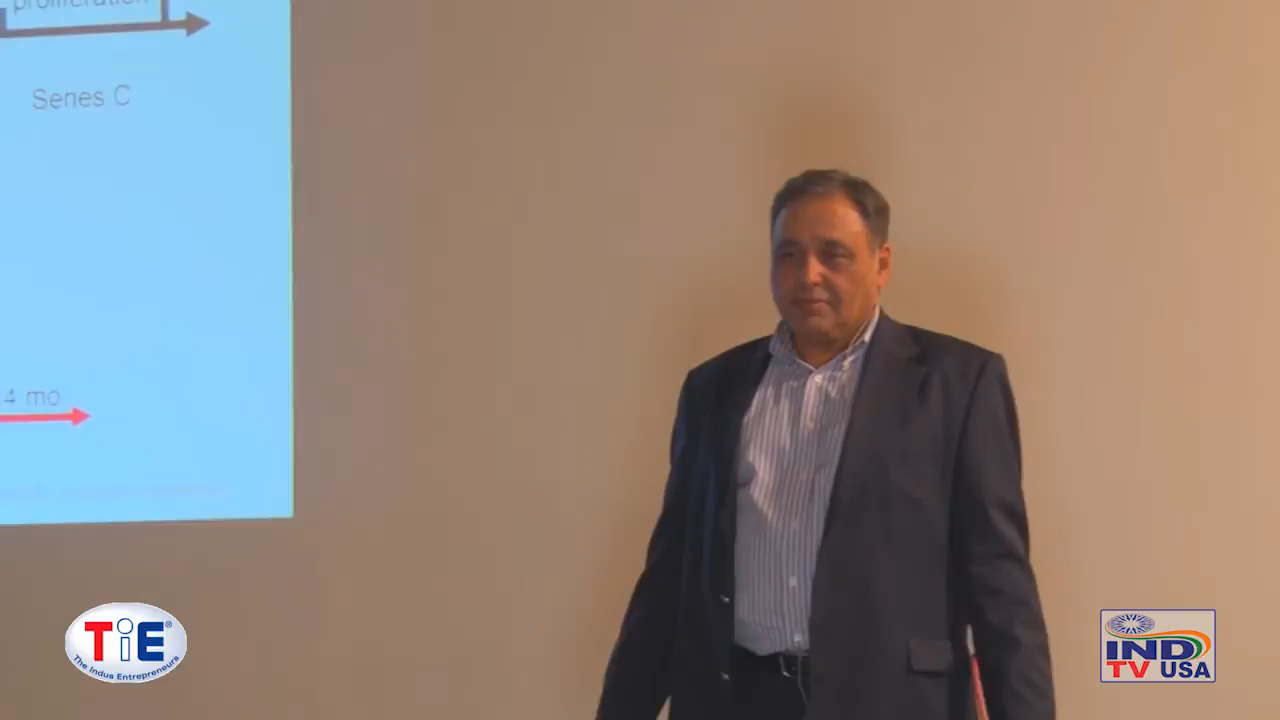 proliferation
Series C
4 mo
TiE®
The Indus Entrepreneurs
IND
TV USA